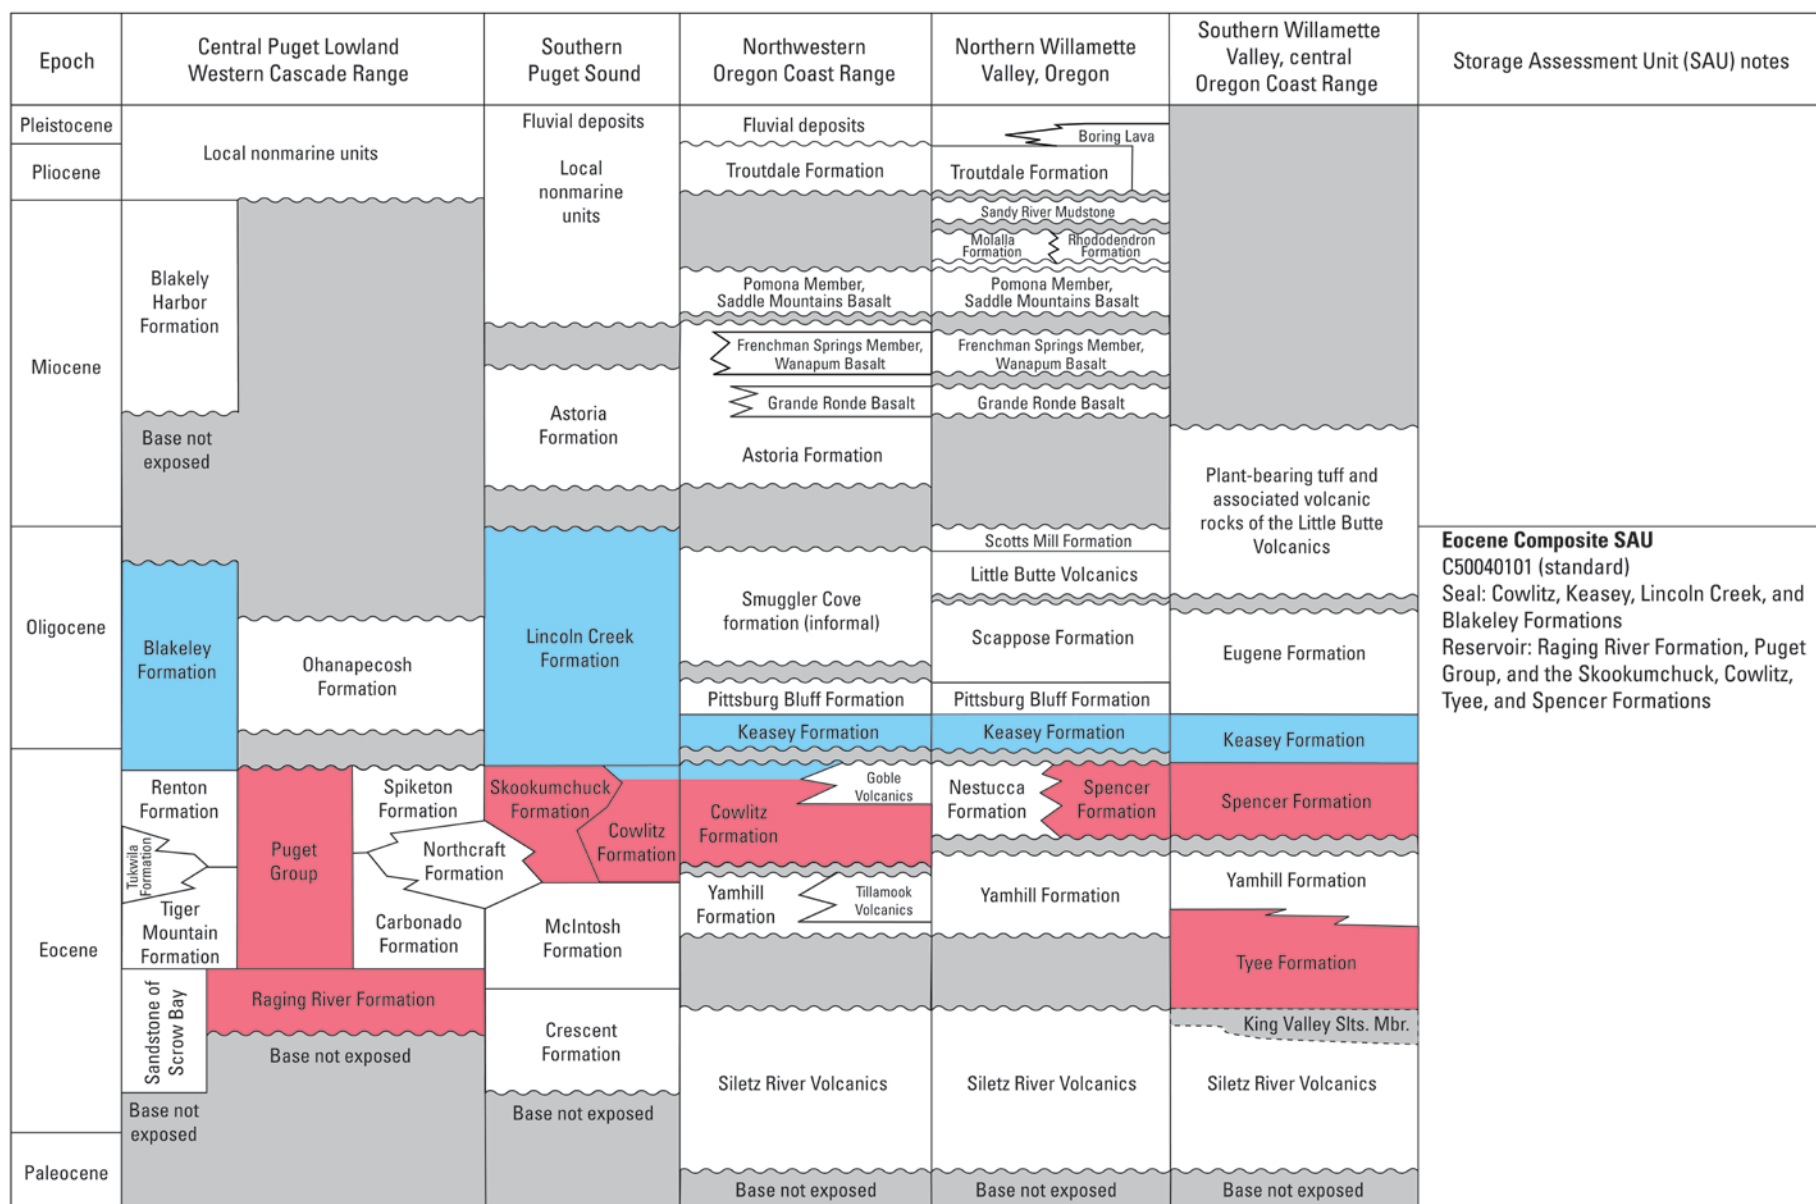 Epoch
Central Puget Lowland
Western Cascade Range
Southern
Puget Sound
Northwestern
Oregon Coast Range
Northern Willamette
Valley, Oregon
Southern Willamette
Valley, central
Oregon Coast Range
Storage Assessment Unit (SAU) notes
Pleistocene
Pliocene
Miocene
Oligocene
Eocene
Paleocene
Local nonmarine units
Blakely
Harbor
Formation
Base not
exposed
Blakeley
Formation
Ohanapecosh
Formation
Renton
Formation
Tukwila
Formation
Tiger
Mountain
Formation
Puget
Group
Spiketon
Formation
Northcraft
Formation
Carbonado
Formation
Sandstone of
Scrow Bay
Raging River Formation
Base not exposed
Base not
exposed
Fluvial deposits
Local
nonmarine
units
Astoria
Formation
Lincoln Creek
Formation
Skookumchuck
Formation
Cowlitz
Formation
McIntosh
Formation
Crescent
Formation
Base not exposed
Fluvial deposits
Troutdale Formation
Pomona Member,
Saddle Mountains Basalt
Frenchman Springs Member,
Wanapum Basalt
Grande Ronde Basalt
Astoria Formation
Smuggler Cove
formation (informal)
Pittsburg Bluff Formation
Keasey Formation
Goble
Volcanics
Cowlitz
Formation
Yamhill
Formation
Tillamook
Volcanics
Siletz River Volcanics
Base not exposed
Boring Lava
Troutdale Formation
Sandy River Mudstone
Molalla
Formation
Rhododendron
Formation
Pomona Member,
Saddle Mountains Basalt
Frenchman Springs Member,
Wanapum Basalt
Grande Ronde Basalt
Scotts Mill Formation
Little Butte Volcanics
Scappose Formation
Pittsburg Bluff Formation
Keasey Formation
Nestucca
Formation
Spencer
Formation
Yamhill Formation
Siletz River Volcanics
Base not exposed
Plant-bearing tuff and
associated volcanic
rocks of the Little Butte
Volcanics
Eugene Formation
Keasey Formation
Spencer Formation
Yamhill Formation
Tyee Formation
King Valley Slts. Mbr.
Siletz River Volcanics
Base not exposed
Eocene Composite SAU
C50040101 (standard)
Seal: Cowlitz, Keasey, Lincoln Creek, and
Blakeley Formations
Reservoir: Raging River Formation, Puget
Group, and the Skookumchuck, Cowlitz,
Tyee, and Spencer Formations